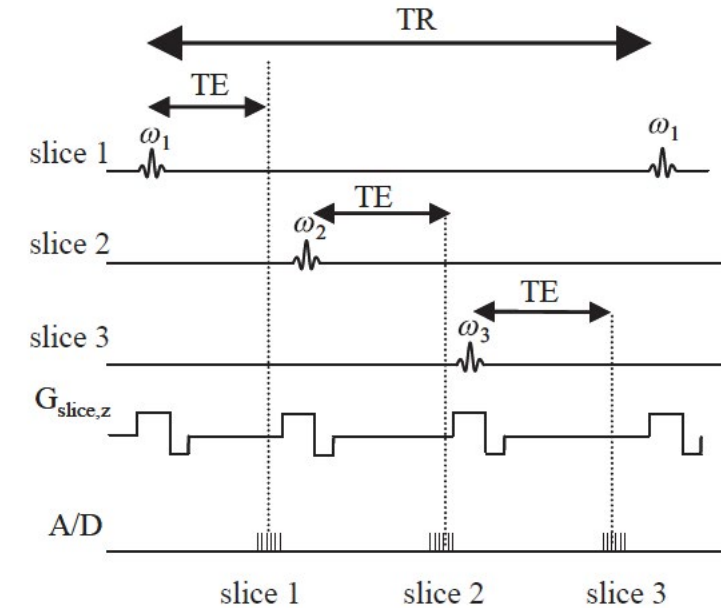 TR
TE
ω₁ ω₁
slice 1
TE
ω₂
slice 2
TE
ω₃
slice 3
G_slice,z
A/D
slice 1 slice 2 slice 3